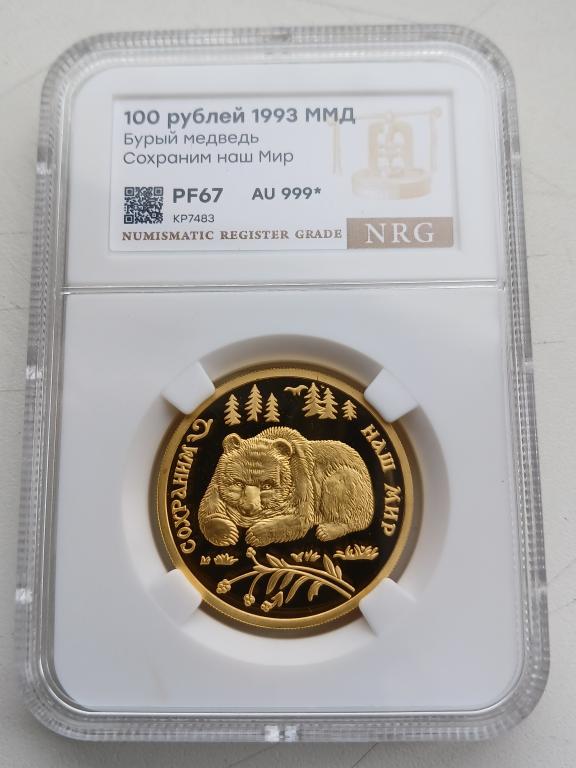 100 рублей 1993 ММД
Бурый медведь
Сохраним наш Мир
PF67 AU 999*
KP7483
NUMISMATIC REGISTER GRADE NRG
СОХРАНИМ НАШ МИР